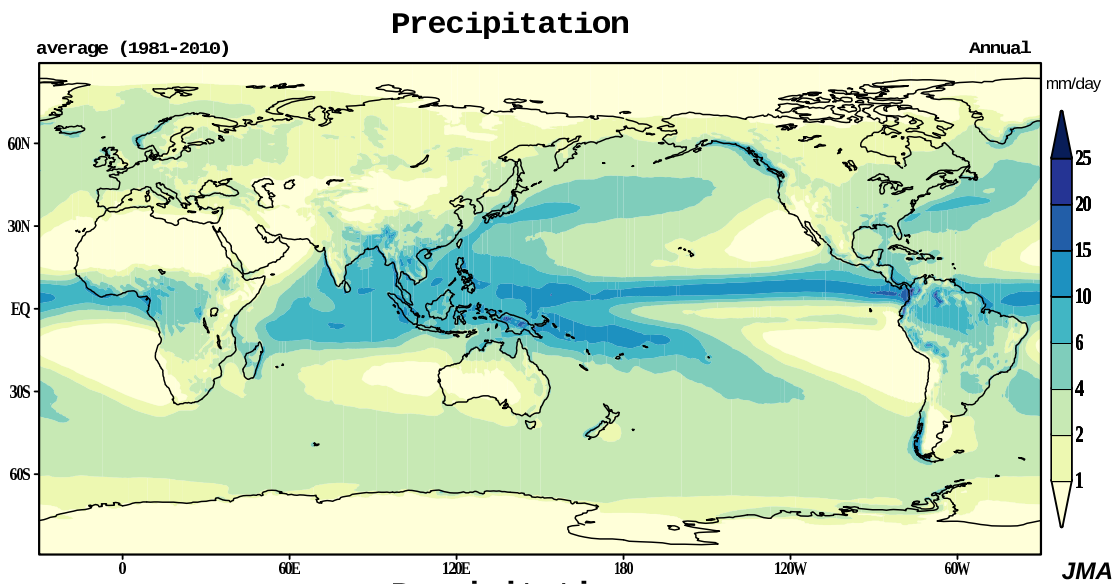 Precipitation
average (1981-2010) Annual
mm/day
60N
30N
EQ
30S
60S
25
20
15
10
6
4
2
1
0 60E 120E 180 120W 60W
JMA